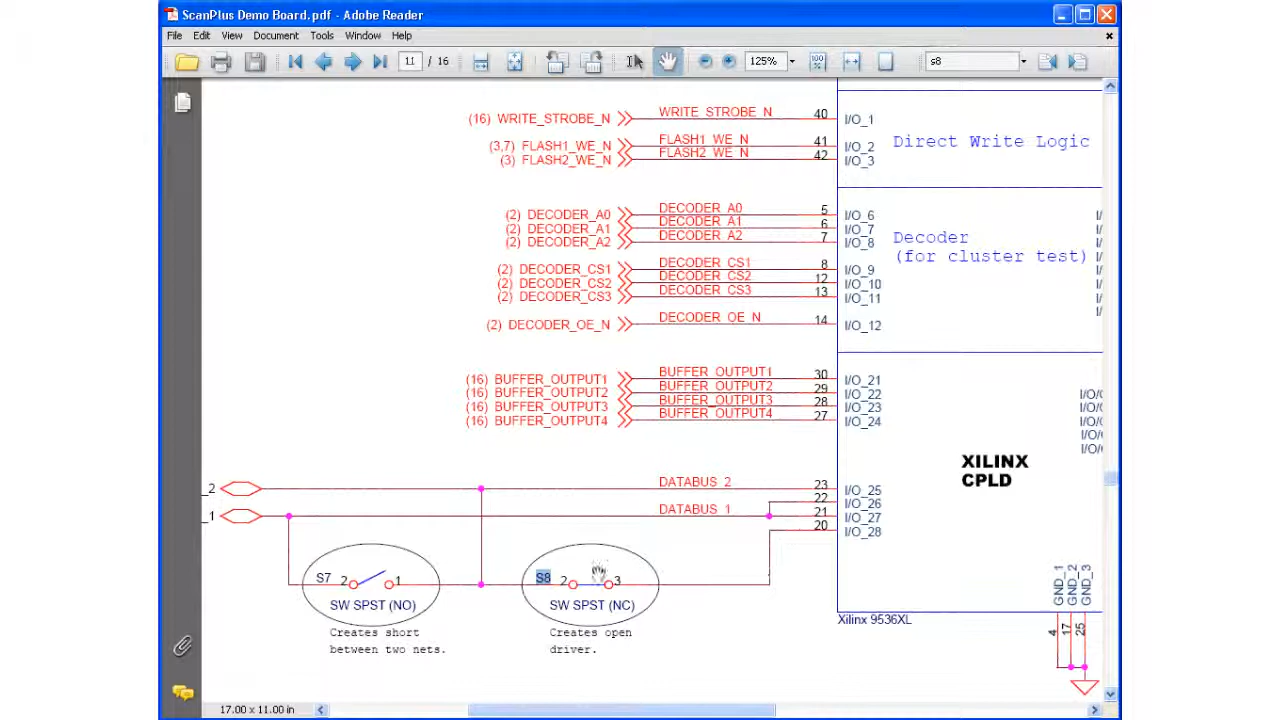 ScanPlus Demo Board.pdf - Adobe Reader
File Edit View Document Tools Window Help
11 / 16 125% 100% s8
(16) WRITE_STROBE_N WRITE_STROBE_N 40 I/O_1
(3,7) FLASH1_WE_N FLASH1_WE_N 41 I/O_2 Direct Write Logic
(3) FLASH2_WE_N FLASH2_WE_N 42 I/O_3
(2) DECODER_A0 DECODER_A0 5 I/O_6 I/
(2) DECODER_A1 DECODER_A1 6 I/O_7 I/
(2) DECODER_A2 DECODER_A2 7 I/O_8 Decoder I/
(for cluster test)
(2) DECODER_CS1 DECODER_CS1 8 I/O_9 I/
(2) DECODER_CS2 DECODER_CS2 12 I/O_10 I/
(2) DECODER_CS3 DECODER_CS3 13 I/O_11 I/
(2) DECODER_OE_N DECODER_OE_N 14 I/O_12
(16) BUFFER_OUTPUT1 BUFFER_OUTPUT1 30 I/O_21
(16) BUFFER_OUTPUT2 BUFFER_OUTPUT2 29 I/O_22 I/O/
(16) BUFFER_OUTPUT3 BUFFER_OUTPUT3 28 I/O_23 I/O/
(16) BUFFER_OUTPUT4 BUFFER_OUTPUT4 27 I/O_24 I/O/
I/O/
XILINX
CPLD
_2 DATABUS_2 23 I/O_25
22 I/O_26
_1 DATABUS_1 21 I/O_27
20 I/O_28
S7 2 1 S8 2 3
SW SPST (NO) SW SPST (NC)
Creates short Creates open
between two nets. driver.
GND_1 GND_2 GND_3
Xilinx 9536XL
4 17 25
17.00 x 11.00 in